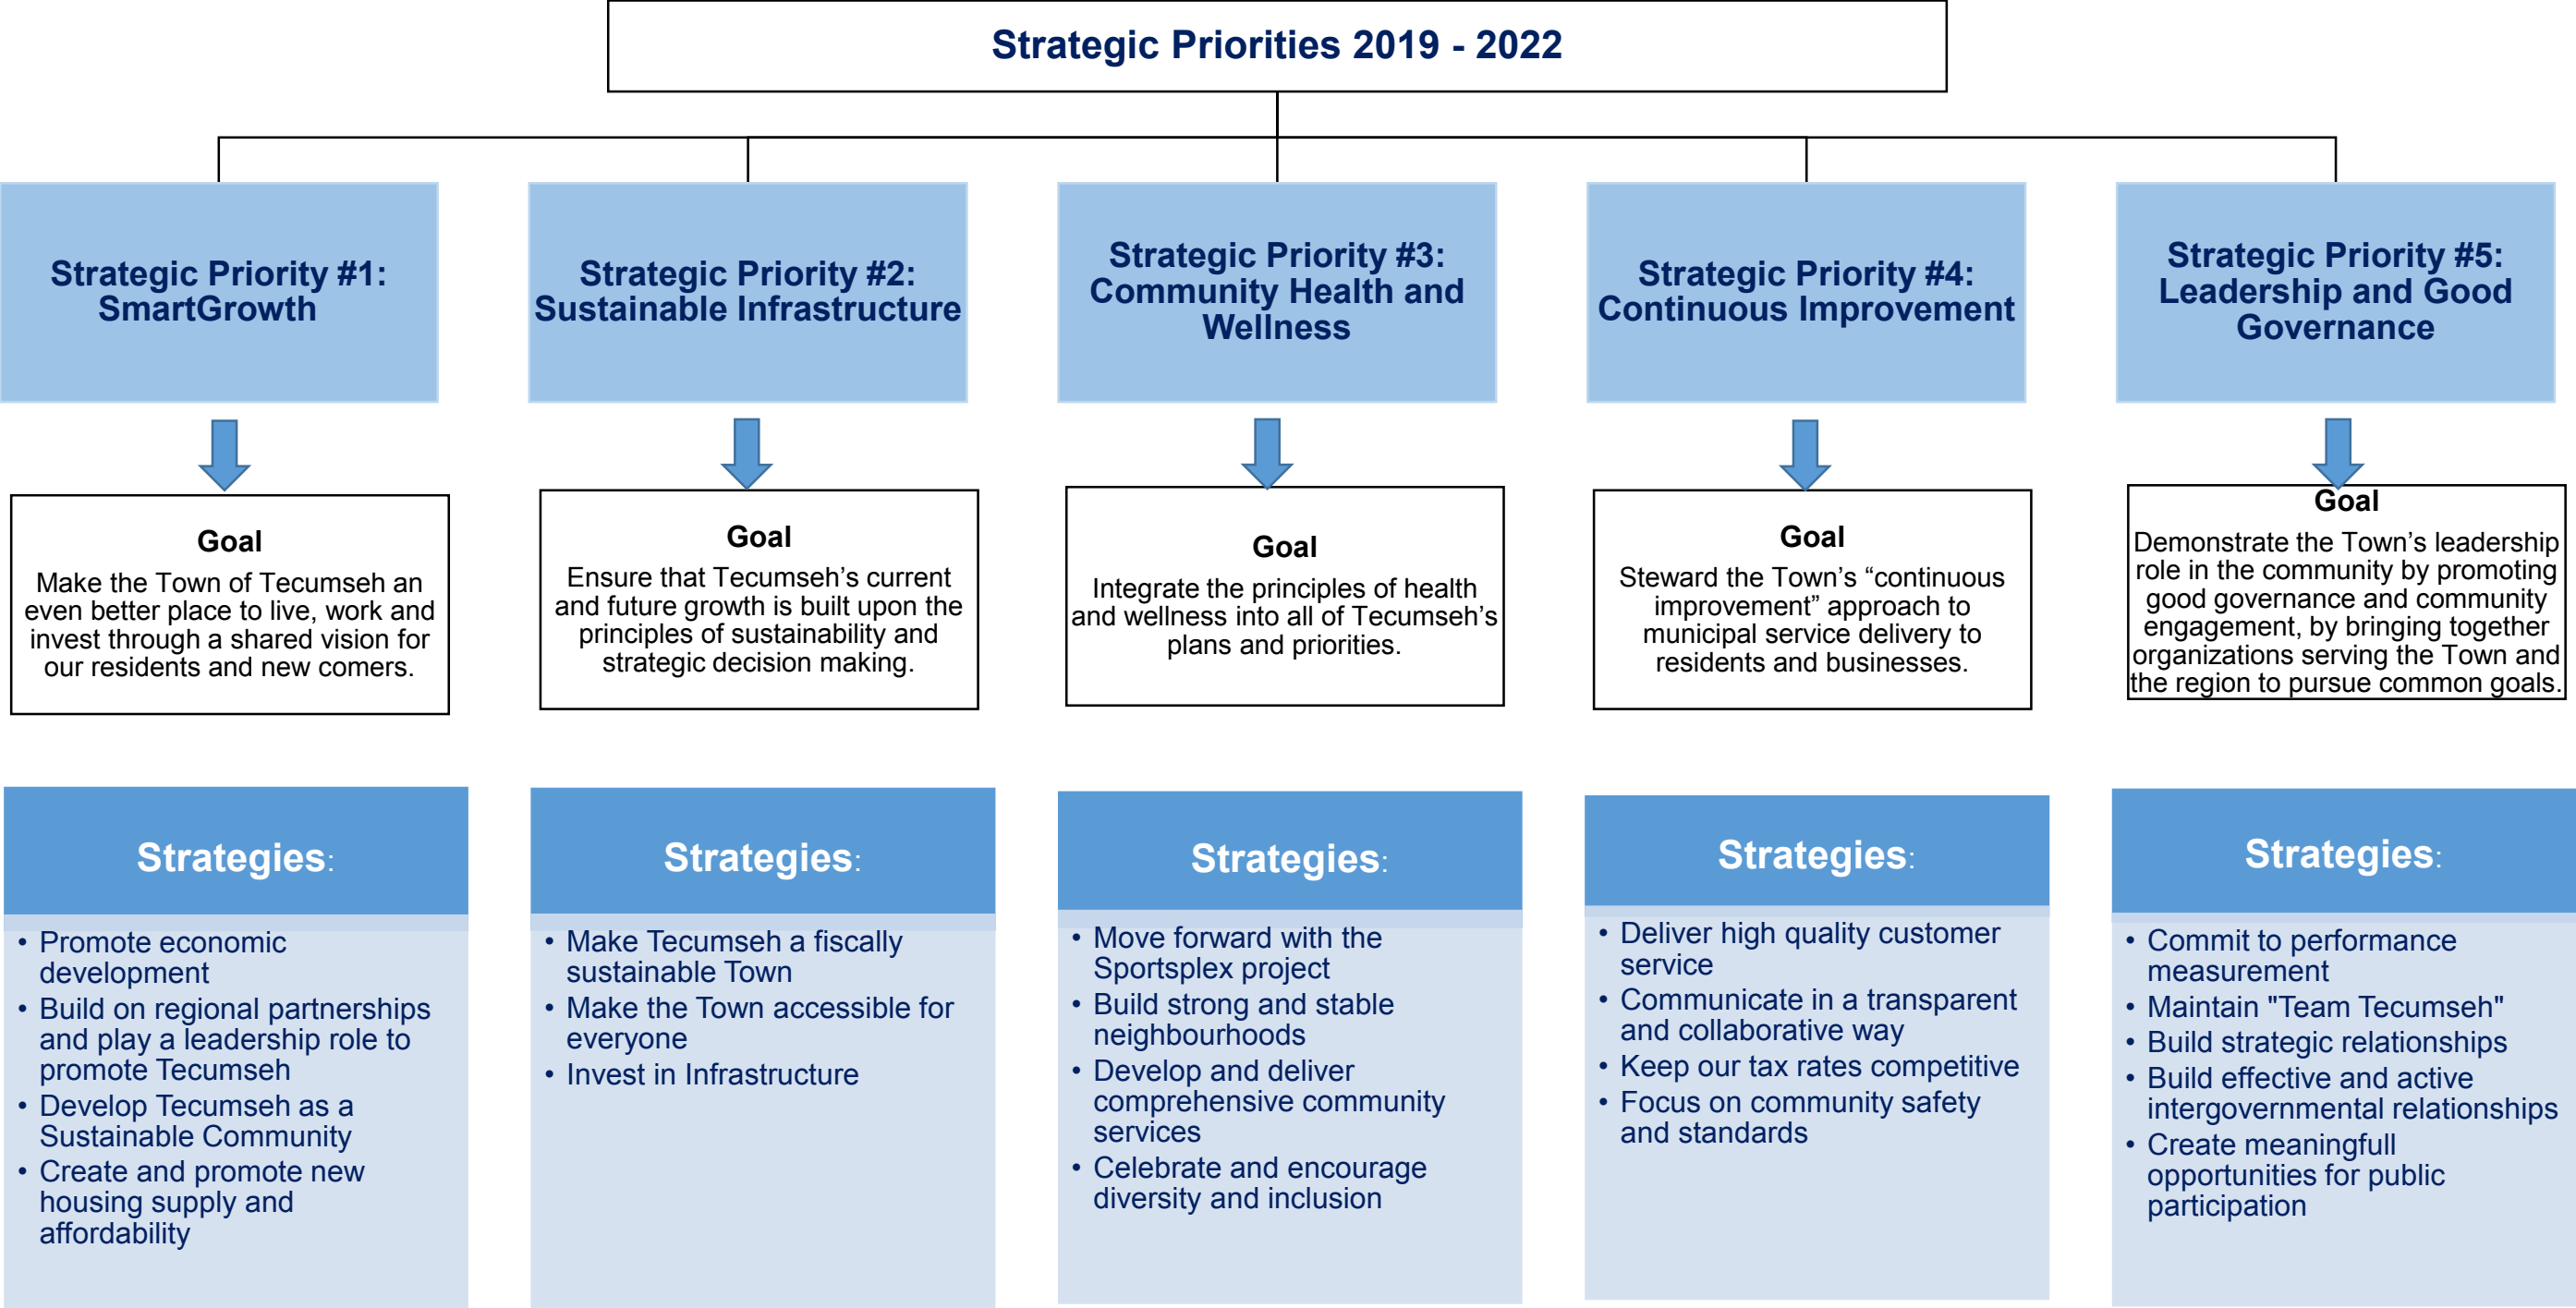 Strategic Priorities 2019 - 2022
Strategic Priority #1:
SmartGrowth
Strategic Priority #2:
Sustainable Infrastructure
Strategic Priority #3:
Community Health and
Wellness
Strategic Priority #4:
Continuous Improvement
Strategic Priority #5:
Leadership and Good
Governance
Goal
Make the Town of Tecumseh an
even better place to live, work and
invest through a shared vision for
our residents and new comers.
Goal
Ensure that Tecumseh’s current
and future growth is built upon the
principles of sustainability and
strategic decision making.
Goal
Integrate the principles of health
and wellness into all of Tecumseh’s
plans and priorities.
Goal
Steward the Town’s “continuous
improvement” approach to
municipal service delivery to
residents and businesses.
Goal
Demonstrate the Town’s leadership
role in the community by promoting
good governance and community
engagement, by bringing together
organizations serving the Town and
the region to pursue common goals.
Strategies:
• Promote economic
development
• Build on regional partnerships
and play a leadership role to
promote Tecumseh
• Develop Tecumseh as a
Sustainable Community
• Create and promote new
housing supply and
affordability
Strategies:
• Make Tecumseh a fiscally
sustainable Town
• Make the Town accessible for
everyone
• Invest in Infrastructure
Strategies:
• Move forward with the
Sportsplex project
• Build strong and stable
neighbourhoods
• Develop and deliver
comprehensive community
services
• Celebrate and encourage
diversity and inclusion
Strategies:
• Deliver high quality customer
service
• Communicate in a transparent
and collaborative way
• Keep our tax rates competitive
• Focus on community safety
and standards
Strategies:
• Commit to performance
measurement
• Maintain "Team Tecumseh"
• Build strategic relationships
• Build effective and active
intergovernmental relationships
• Create meaningfull
opportunities for public
participation